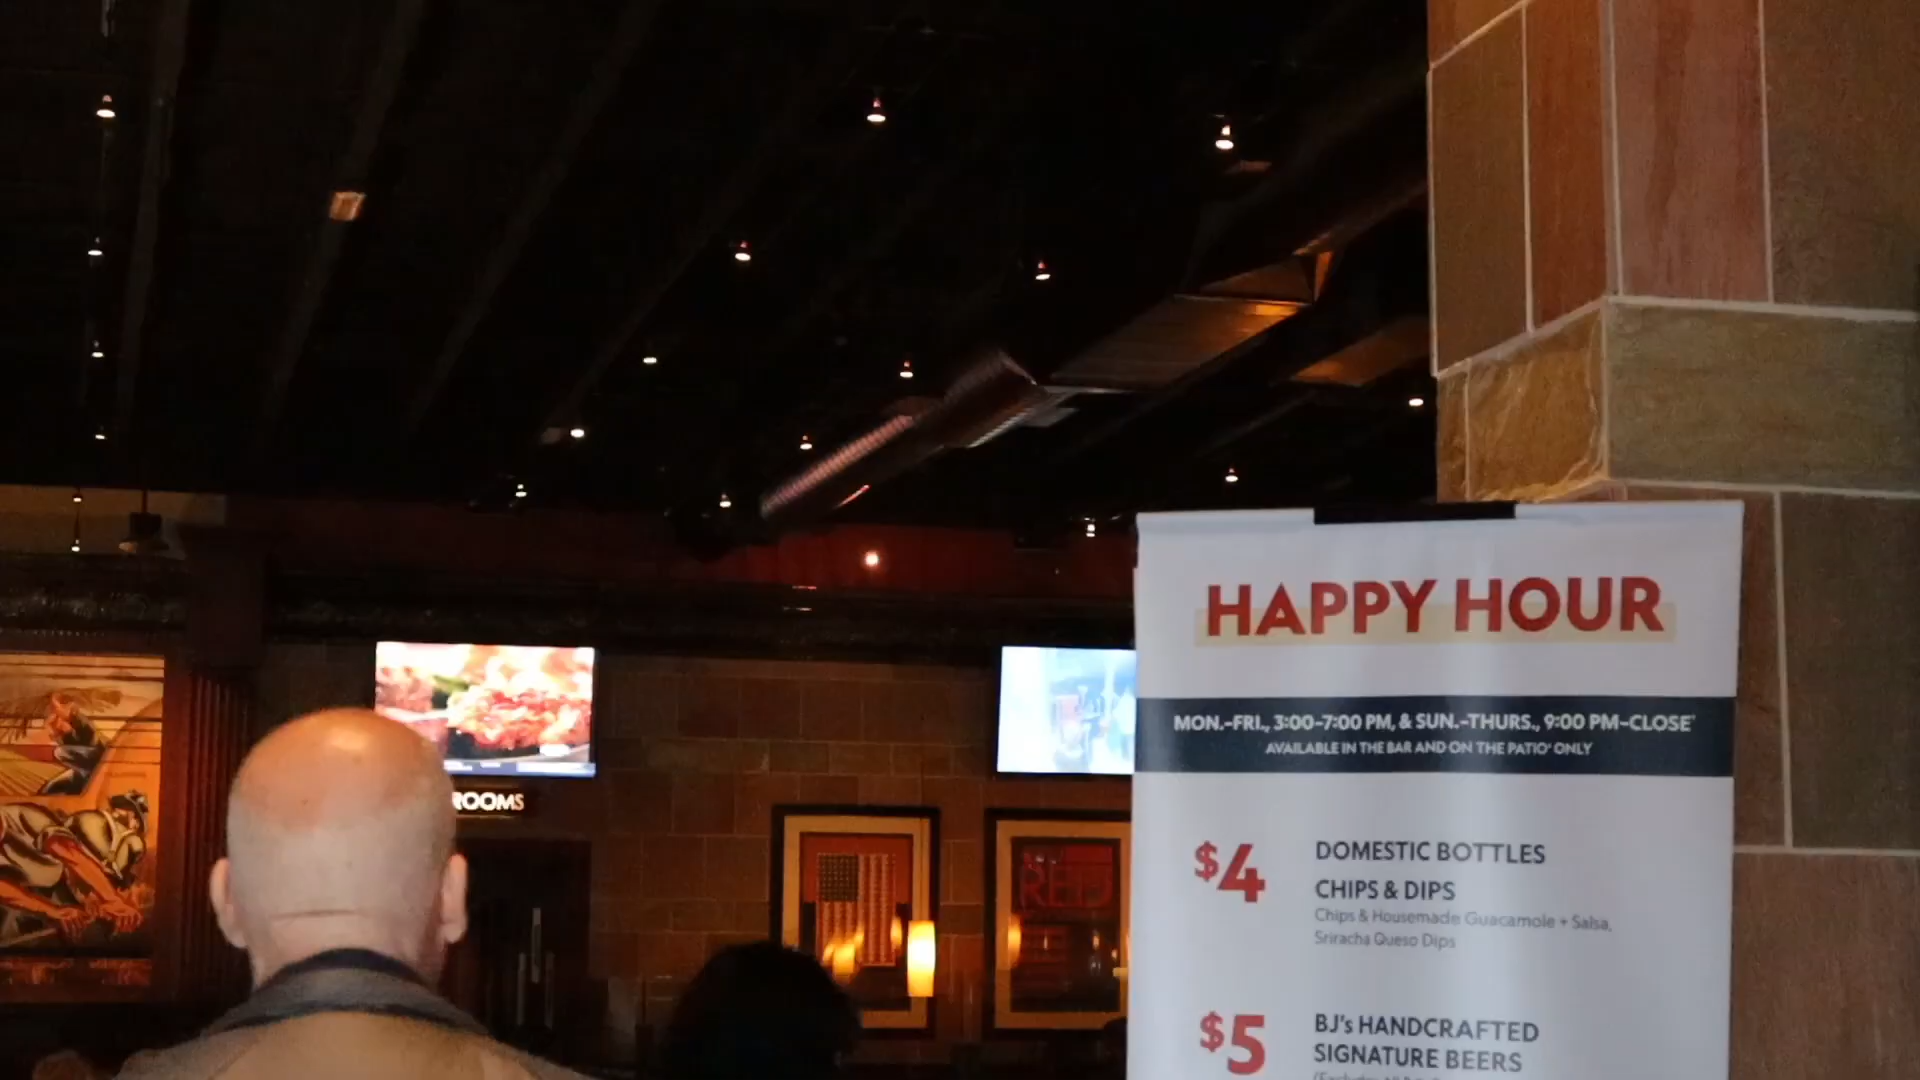 HAPPY HOUR
MON.-FRI., 3:00-7:00 PM, & SUN.-THURS., 9:00 PM-CLOSE*
AVAILABLE IN THE BAR AND ON THE PATIO* ONLY
ROOMS
$4
DOMESTIC BOTTLES
CHIPS & DIPS
Chips & Housemade Guacamole + Salsa,
Sriracha Queso Dips
$5
BJ's HANDCRAFTED
SIGNATURE BEERS